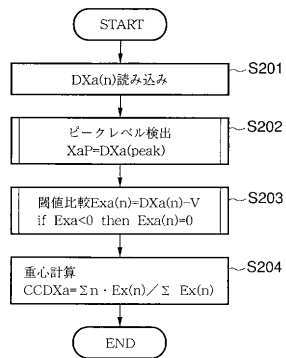 START
DXa(n)読み込み
S201
ピークレベル検出
XaP=DXa(peak)
S202
閾値比較Exa(n)=DXa(n)-V
if Exa<0 then Exa(n)=0
S203
重心計算
CCDXa=Σn・Ex(n)/Σ Ex(n)
S204
END